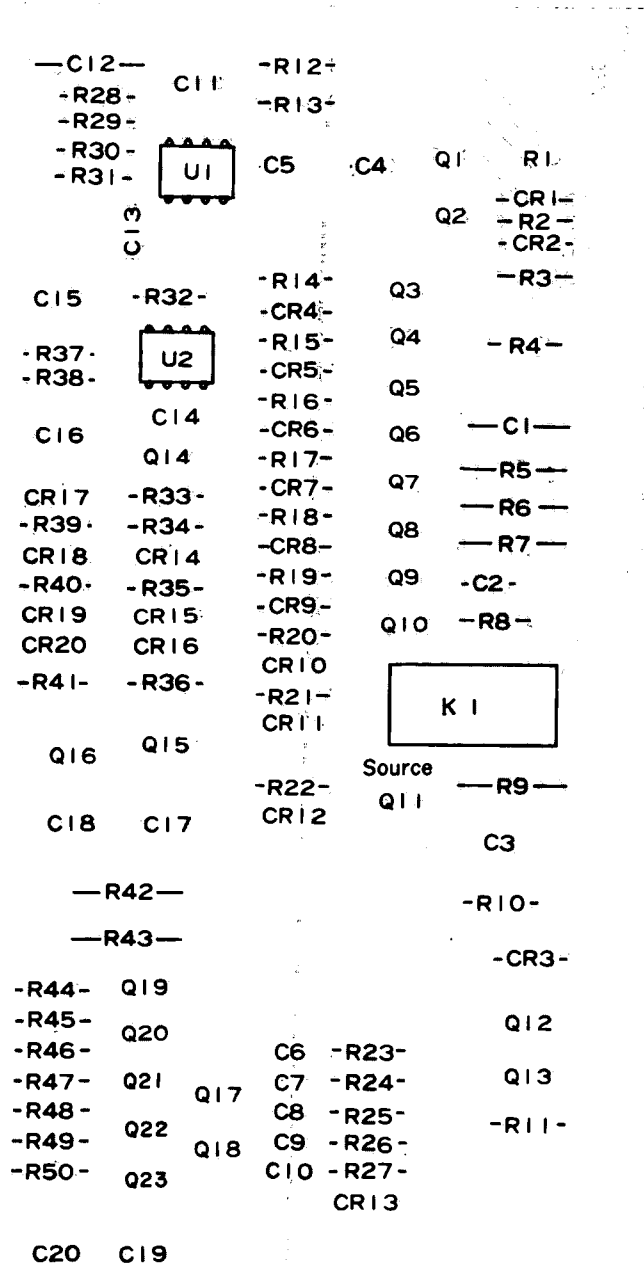 C12 C11 R12
R28 R13
R29
R30 U1 C5 C4 Q1 R1
R31
C13 Q2 CR1
R2
CR2
C15 R32 R14 Q3 R3
CR4
R37 U2 R15 Q4 R4
R38 CR5 Q5
R16
C16 C14 CR6 Q6 C1
Q14 R17 R5
CR17 R33 CR7 Q7 R6
R39 R34 R18 Q8
CR18 CR14 CR8 R7
R40 R35 R19 Q9 C2
CR19 CR15 CR9
CR20 CR16 R20 Q10 R8
CR10
R41 R36 R21 K1
CR11
Q16 Q15
Source
R22 Q11 R9
C18 C17 CR12
C3
R42 R10
R43
CR3
R44 Q19
R45 Q20 Q12
R46 C6 R23
R47 Q21 Q17 C7 R24 Q13
R48 C8 R25
Q22 R11
R49 Q18 C9 R26
R50 Q23 C10 R27
CR13
C20 C19